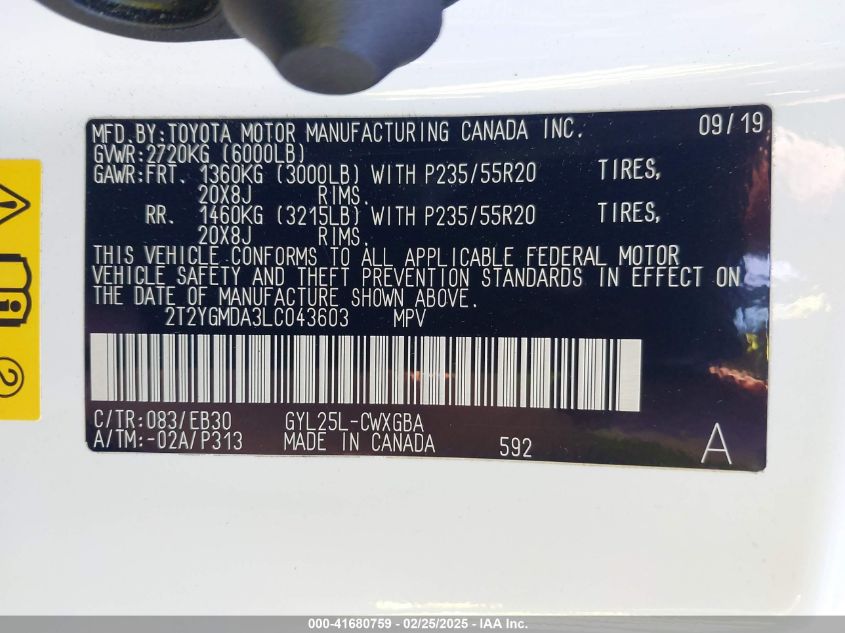 MFD.BY:TOYOTA MOTOR MANUFACTURING CANADA INC. 09/19
GVWR:2720KG (6000LB)
GAWR:FRT. 1360KG (3000LB) WITH P235/55R20 TIRES,
20X8J RIMS.
RR. 1460KG (3215LB) WITH P235/55R20 TIRES,
20X8J RIMS.
THIS VEHICLE CONFORMS TO ALL APPLICABLE FEDERAL MOTOR
VEHICLE SAFETY AND THEFT PREVENTION STANDARDS IN EFFECT ON
THE DATE OF MANUFACTURE SHOWN ABOVE.
2T2YGMDA3LC043603 MPV
C/TR:083/EB30 GYL25L-CWXGBA
A/TM:-02A/P313 MADE IN CANADA 592 A
2
000-41680759 - 02/25/2025 - IAA Inc.